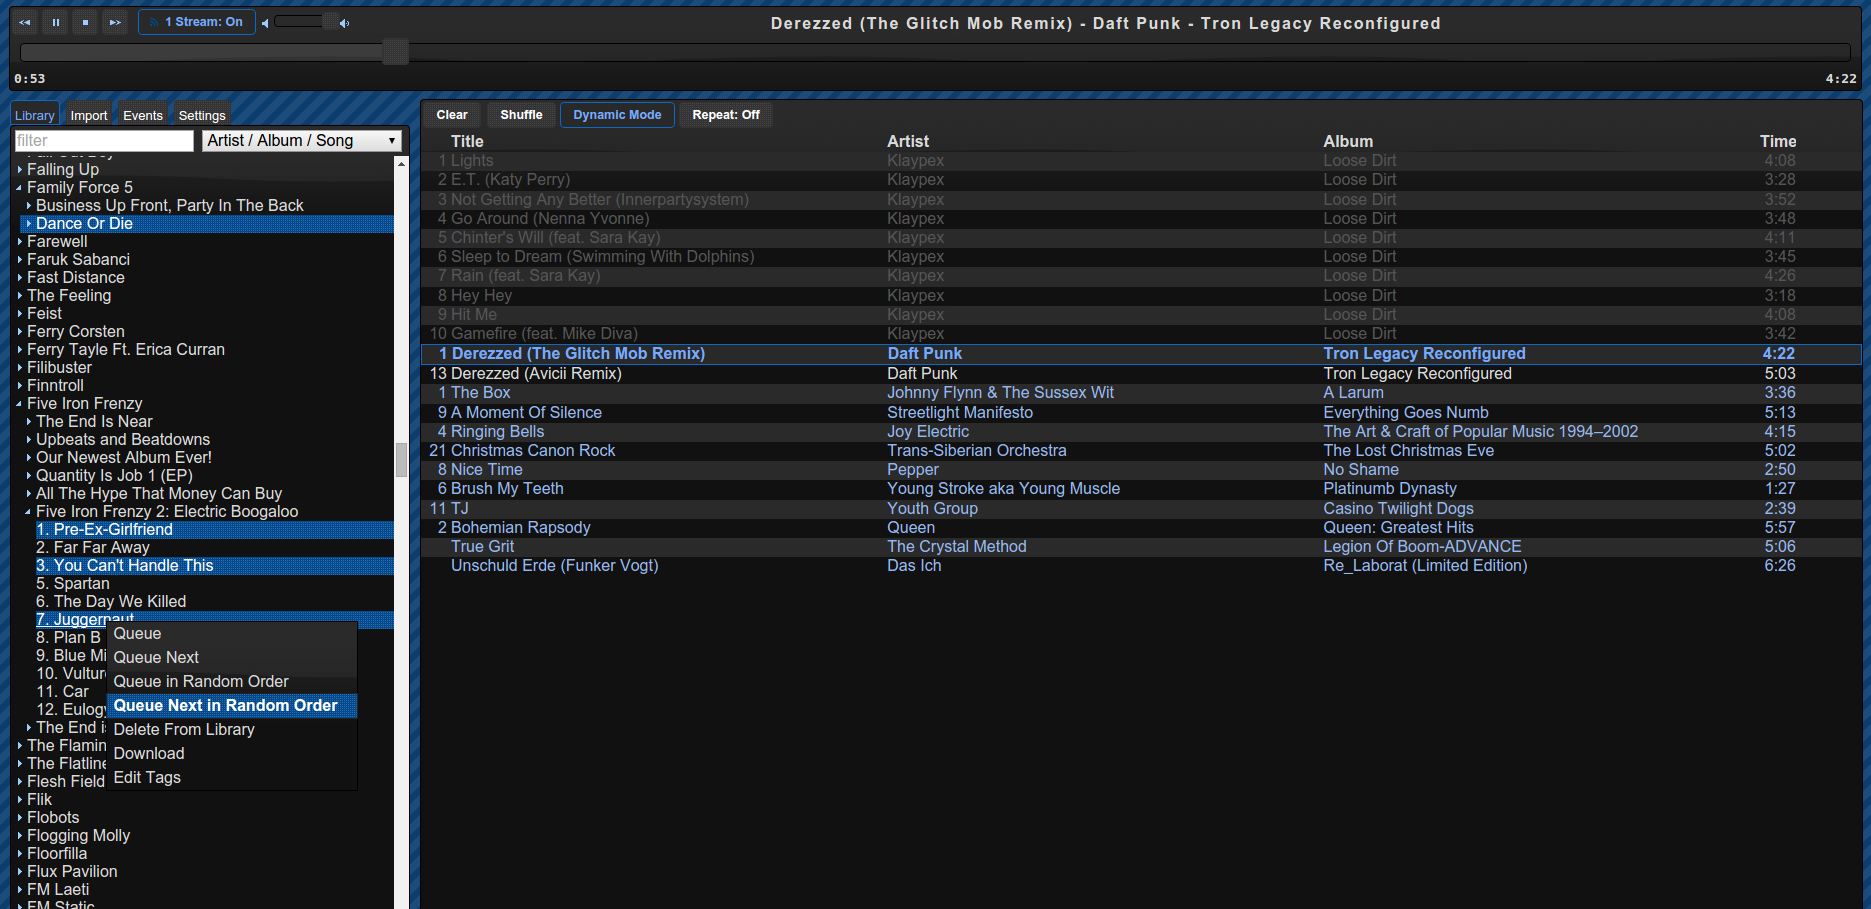 1 Stream: On
Derezzed (The Glitch Mob Remix) - Daft Punk - Tron Legacy Reconfigured
0:53
4:22
Library Import Events Settings
filter
Artist / Album / Song
Falling Up
Family Force 5
Business Up Front, Party In The Back
Dance Or Die
Farewell
Faruk Sabanci
Fast Distance
The Feeling
Feist
Ferry Corsten
Ferry Tayle Ft. Erica Curran
Filibuster
Finntroll
Five Iron Frenzy
The End Is Near
Upbeats and Beatdowns
Our Newest Album Ever!
Quantity Is Job 1 (EP)
All The Hype That Money Can Buy
Five Iron Frenzy 2: Electric Boogaloo
1. Pre-Ex-Girlfriend
2. Far Far Away
3. You Can't Handle This
5. Spartan
6. The Day We Killed
7. Juggernaut
8. Plan B
9. Blue
10.
11. Car
12. Eulogy
The End
The
The
Flesh Field
Flik
Flobots
Flogging Molly
Floorfilla
Flux Pavilion
FM Laeti
FM Static
Queue
Queue Next
Queue in Random Order
Queue Next in Random Order
Delete From Library
Download
Edit Tags
Clear Shuffle Dynamic Mode Repeat: Off
Title Artist Album Time
1 Lights Klaypex Loose Dirt 4:08
2 E.T. (Katy Perry) Klaypex Loose Dirt 3:28
3 Not Getting Any Better (Innerpartysystem) Klaypex Loose Dirt 3:52
4 Go Around (Nenna Yvonne) Klaypex Loose Dirt 3:48
5 Chinter's Will (feat. Sara Kay) Klaypex Loose Dirt 4:11
6 Sleep to Dream (Swimming With Dolphins) Klaypex Loose Dirt 3:45
7 Rain (feat. Sara Kay) Klaypex Loose Dirt 4:26
8 Hey Hey Klaypex Loose Dirt 3:18
9 Hit Me Klaypex Loose Dirt 4:08
10 Gamefire (feat. Mike Diva) Klaypex Loose Dirt 3:42
1 Derezzed (The Glitch Mob Remix) Daft Punk Tron Legacy Reconfigured 4:22
13 Derezzed (Avicii Remix) Daft Punk Tron Legacy Reconfigured 5:03
1 The Box Johnny Flynn & The Sussex Wit A Larum 3:36
9 A Moment Of Silence Streetlight Manifesto Everything Goes Numb 5:13
4 Ringing Bells Joy Electric The Art & Craft of Popular Music 1994–2002 4:15
21 Christmas Canon Rock Trans-Siberian Orchestra The Lost Christmas Eve 5:02
8 Nice Time Pepper No Shame 2:50
6 Brush My Teeth Young Stroke aka Young Muscle Platinumb Dynasty 1:27
11 TJ Youth Group Casino Twilight Dogs 2:39
2 Bohemian Rapsody Queen Queen: Greatest Hits 5:57
True Grit The Crystal Method Legion Of Boom-ADVANCE 5:06
Unschuld Erde (Funker Vogt) Das Ich Re_Laborat (Limited Edition) 6:26